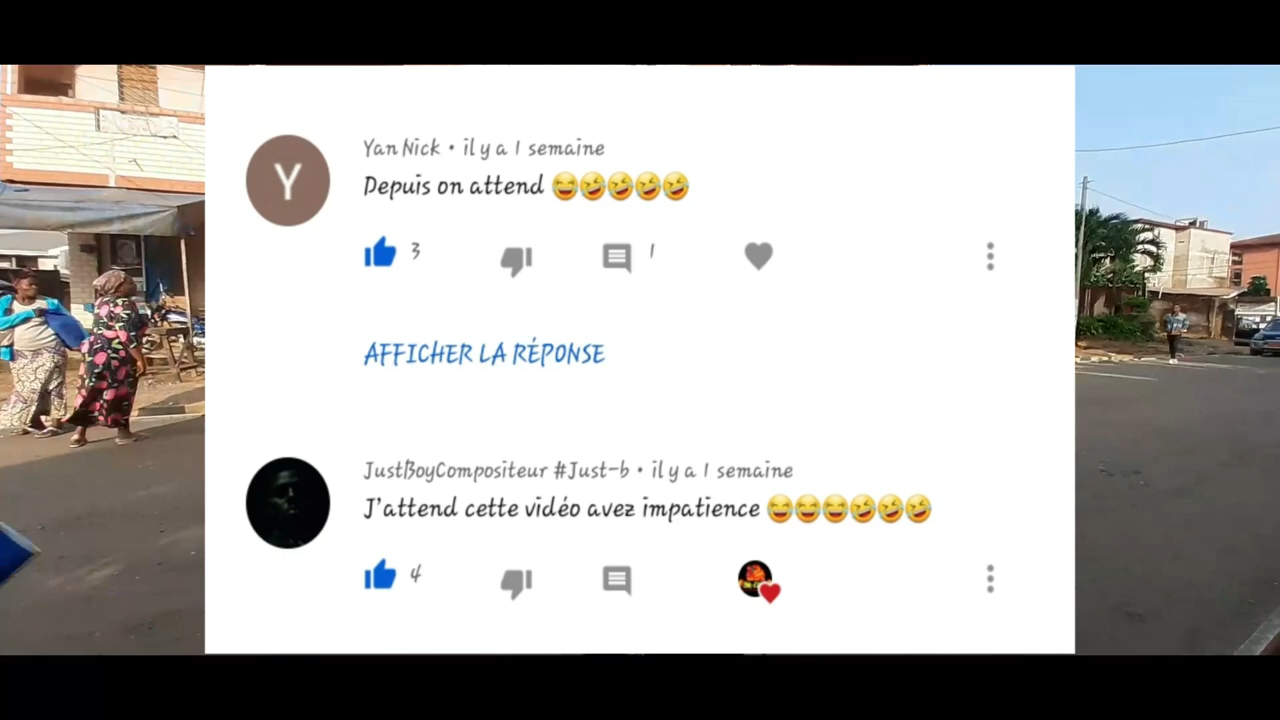 Yan Nick • il y a 1 semaine
Depuis on attend 😂🤣🤣🤣🤣
3
1
AFFICHER LA RÉPONSE
JustBoyCompositeur #Just-b • il y a 1 semaine
J'attend cette vidéo avez impatience 😂😂😂🤣🤣🤣
4
Y